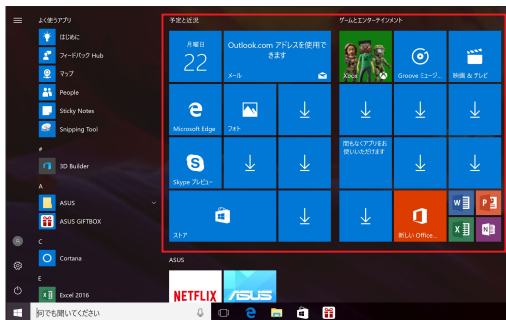 よく使うアプリ
はじめに
フィードバック Hub
マップ
People
Sticky Notes
Snipping Tool
#
3D Builder
A
ASUS
ASUS GIFTBOX
C
Cortana
E
Excel 2016
何でも聞いてください
予定と近況
月曜日
22
Outlook.com アドレスを使用で
きます
メール
Microsoft Edge
フォト
Skype プレビュー
ストア
ゲームとエンターテインメント
Xbox
Groove ミュージ...
映画 & テレビ
間もなくアプリをお
使いいただけます
新しい Office...
W
P
X
N
ASUS
NETFLIX
ASUS